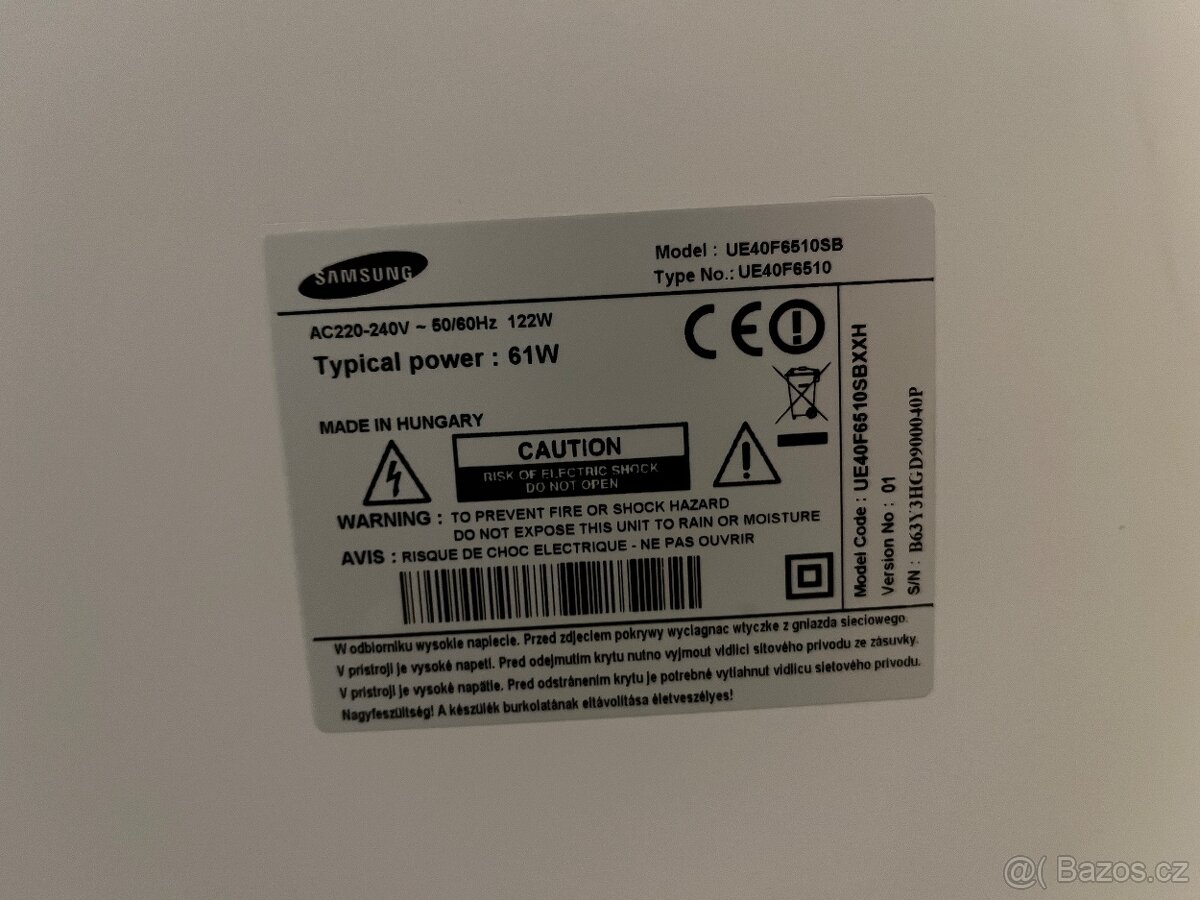 SAMSUNG
Model : UE40F6510SB
Type No.: UE40F6510
AC220-240V ~ 50/60Hz 122W
Typical power : 61W
MADE IN HUNGARY
CAUTION
RISK OF ELECTRIC SHOCK
DO NOT OPEN
WARNING : TO PREVENT FIRE OR SHOCK HAZARD
DO NOT EXPOSE THIS UNIT TO RAIN OR MOISTURE
AVIS : RISQUE DE CHOC ELECTRIQUE - NE PAS OUVRIR
CE
Model Code : UE40F6510SBXXH
Version No : 01
S/N : B63Y3HGD900040P
W odbiorniku wysokie napiecie. Przed zdjeciem pokrywy wyciagnac wtyczke z gniazda sieciowego.
V pristroji je vysoké napeti. Pred odejmutim krytu nutno vyjmout vidlici sitového privodu ze zásuvky.
V pristroji je vysoké napätie. Pred odstránením krytu je potrebné vytiahnut vidlicu sietového privodu.
Nagyfeszültség! A készülék burkolatának eltávolitása életveszélyes!
@( Bazos.cz